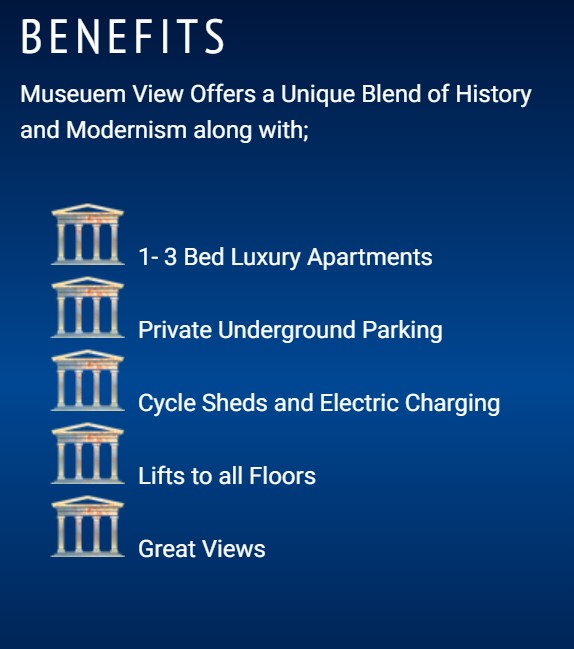 BENEFITS
Museuem View Offers a Unique Blend of History
and Modernism along with;
1- 3 Bed Luxury Apartments
Private Underground Parking
Cycle Sheds and Electric Charging
Lifts to all Floors
Great Views